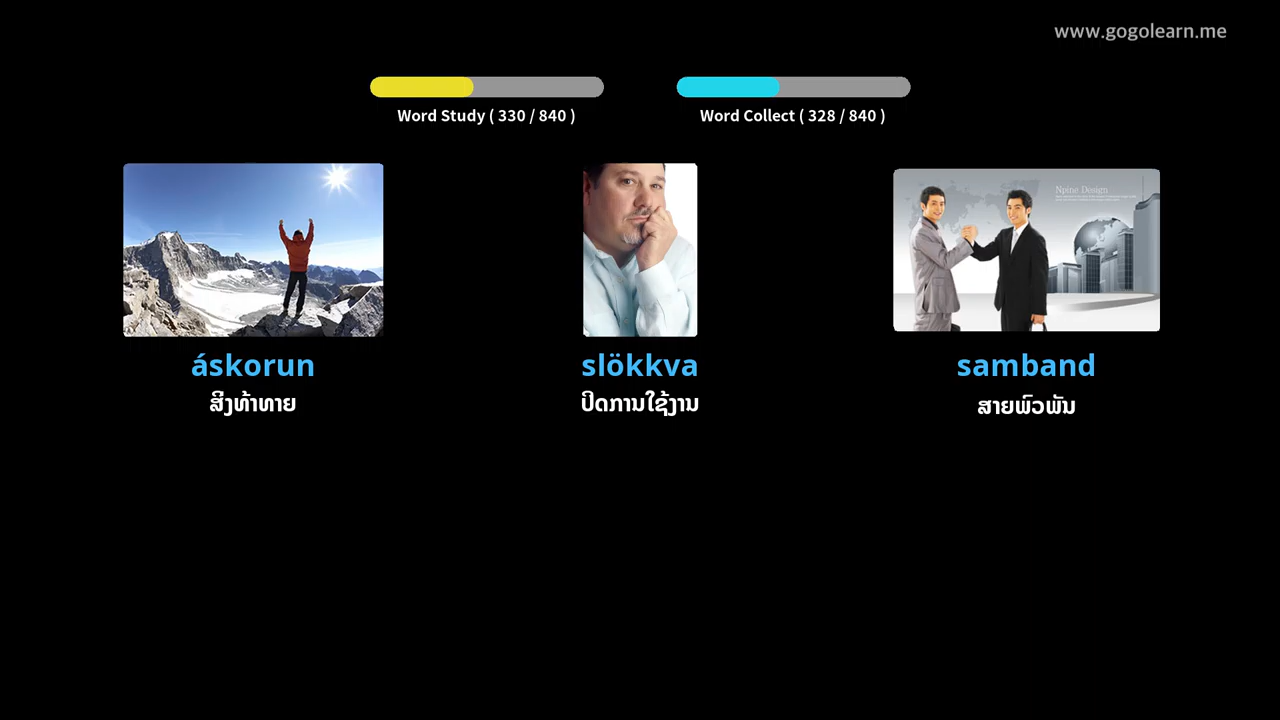 www.gogolearn.me
Word Study ( 330 / 840 )
Word Collect ( 328 / 840 )
Npine Design
áskorun
slökkva
samband
ສິ່ງທ້າທາຍ
ປິດການໃຊ້ງານ
ສາຍພົວພັນ